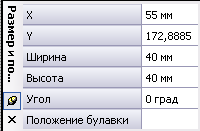 Размер и по...
X 55 мм
Y 172,8885
Ширина 40 мм
Высота 40 мм
Угол 0 град
Положение булавки